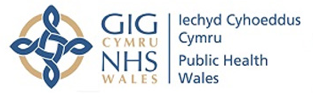 GIG
CYMRU
NHS
WALES
Iechyd Cyhoeddus
Cymru
Public Health
Wales